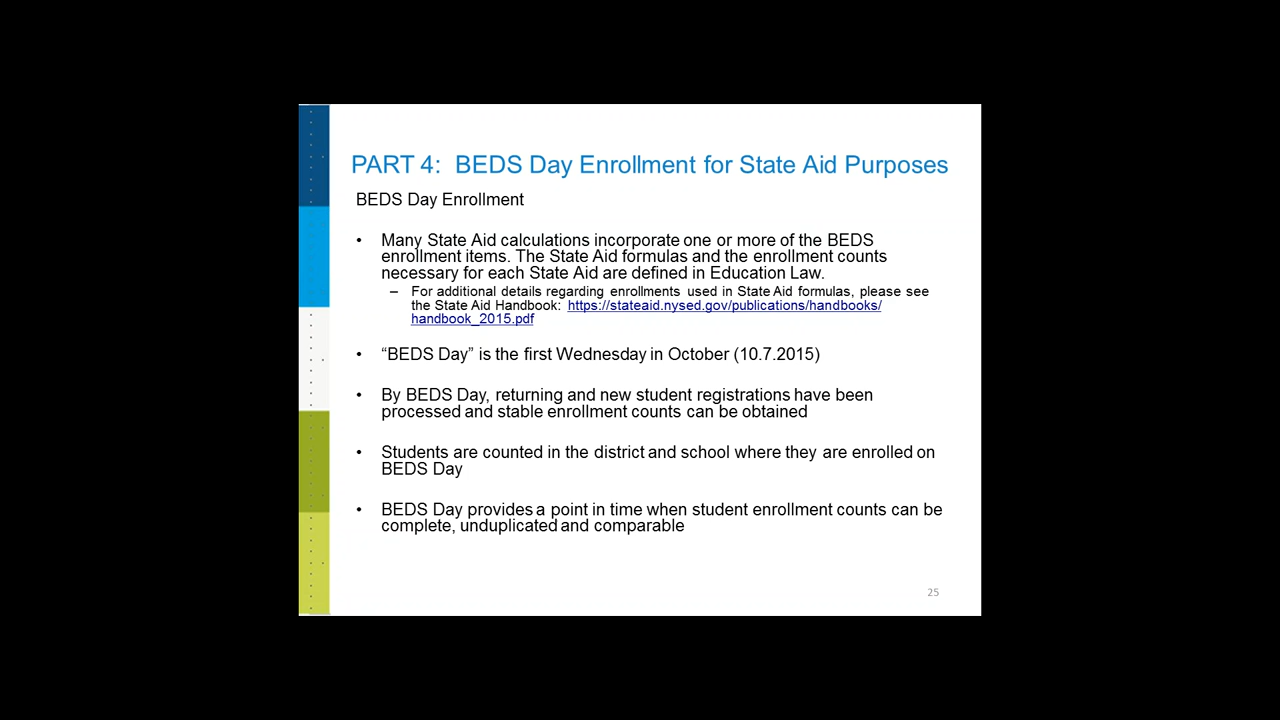 PART 4:  BEDS Day Enrollment for State Aid Purposes
BEDS Day Enrollment
• Many State Aid calculations incorporate one or more of the BEDS
enrollment items. The State Aid formulas and the enrollment counts
necessary for each State Aid are defined in Education Law.
– For additional details regarding enrollments used in State Aid formulas, please see
the State Aid Handbook: https://stateaid.nysed.gov/publications/handbooks/
handbook_2015.pdf
• “BEDS Day” is the first Wednesday in October (10.7.2015)
• By BEDS Day, returning and new student registrations have been
processed and stable enrollment counts can be obtained
• Students are counted in the district and school where they are enrolled on
BEDS Day
• BEDS Day provides a point in time when student enrollment counts can be
complete, unduplicated and comparable
25